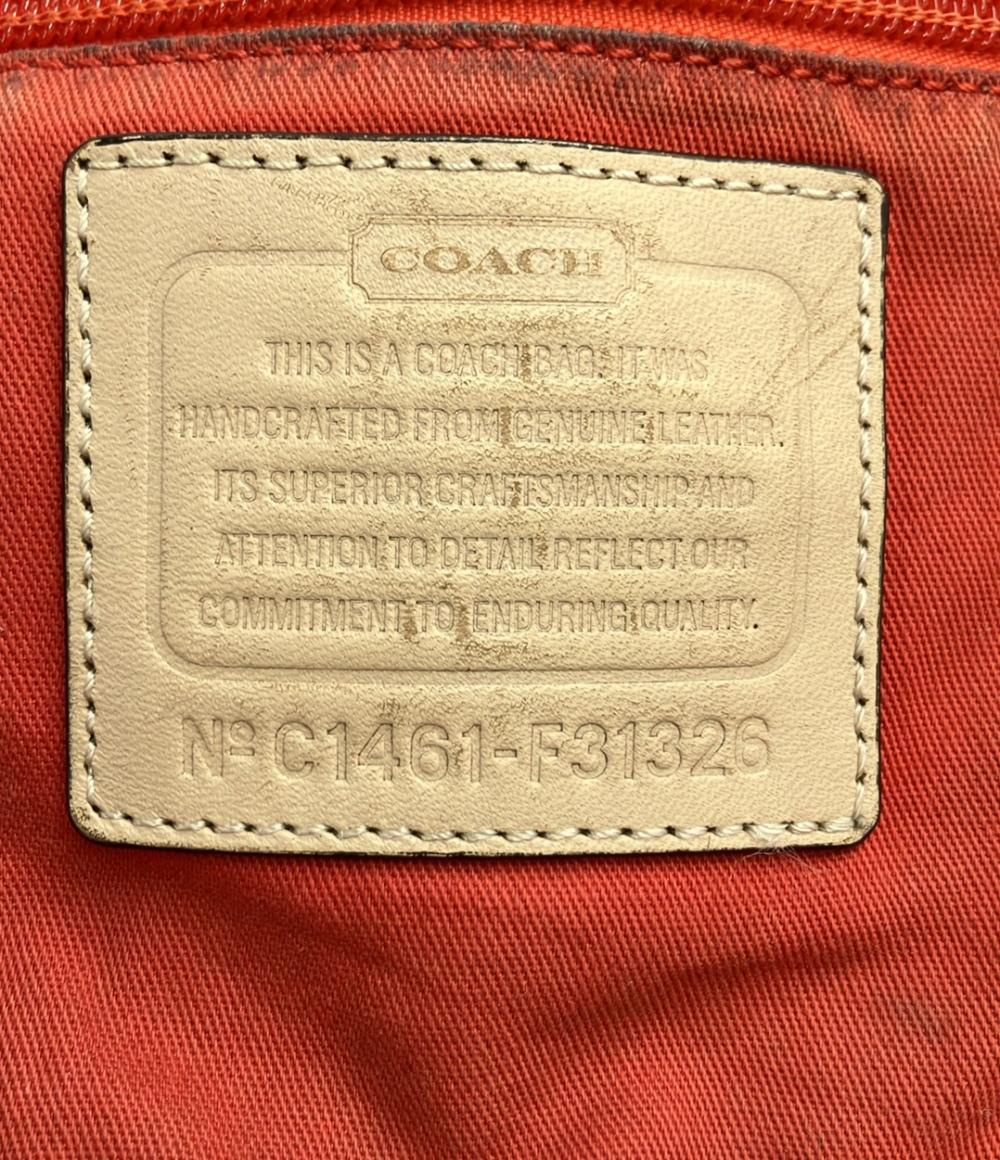 COACH
THIS IS A COACH BAG. IT WAS
HANDCRAFTED FROM GENUINE LEATHER.
ITS SUPERIOR CRAFTSMANSHIP AND
ATTENTION TO DETAIL REFLECT OUR
COMMITMENT TO ENDURING QUALITY.
Nº C1461-F31326